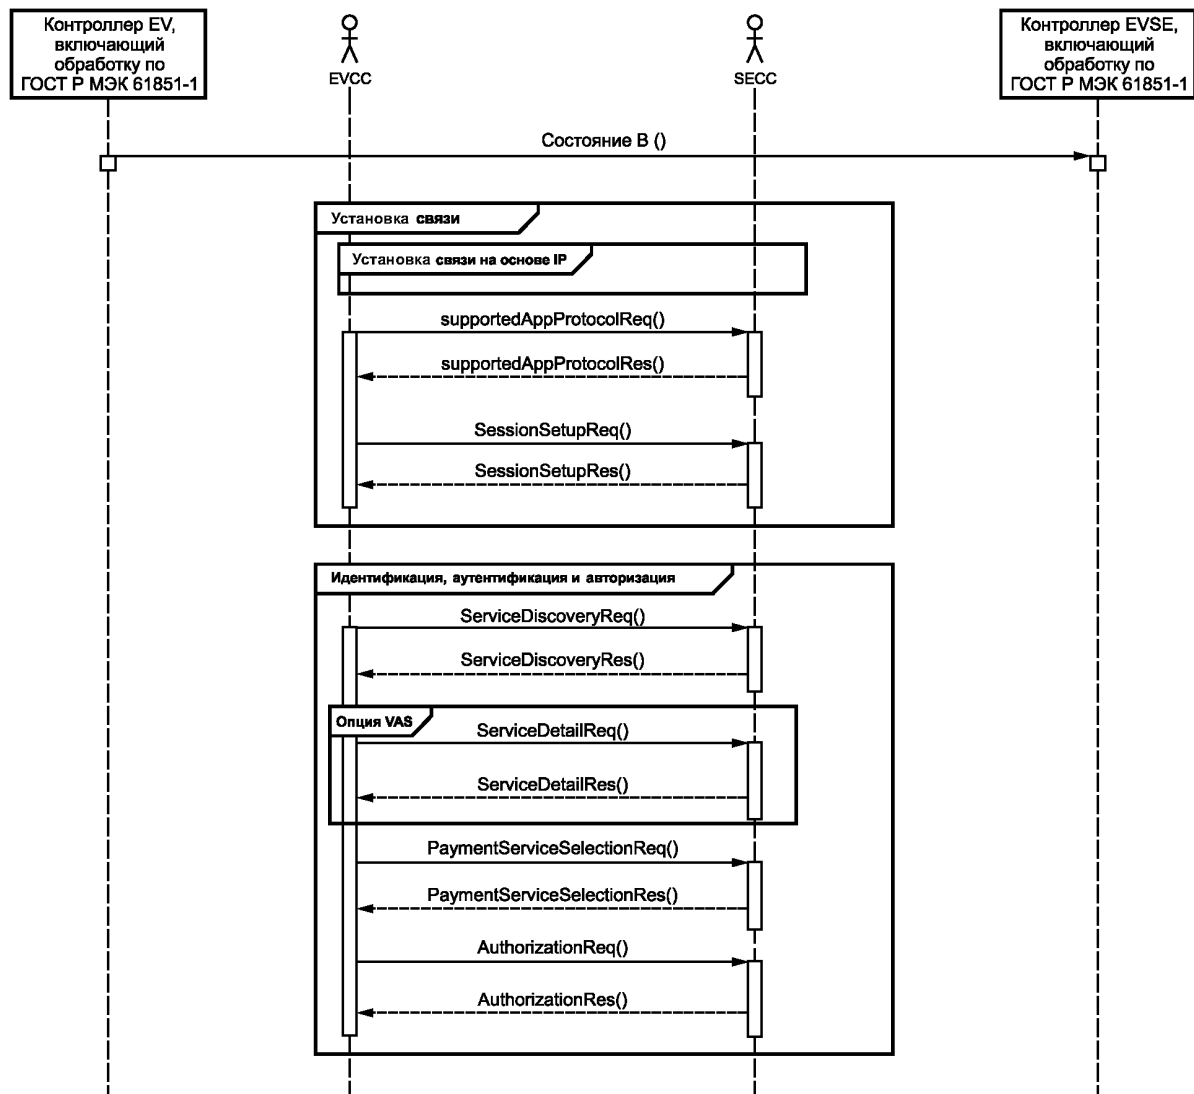 Контроллер EV,
включающий
обработку по
ГОСТ Р МЭК 61851-1
EVCC
SECC
Контроллер EVSE,
включающий
обработку по
ГОСТ Р МЭК 61851-1
Состояние B ()
Установка связи
Установка связи на основе IP
supportedAppProtocolReq()
supportedAppProtocolRes()
SessionSetupReq()
SessionSetupRes()
Идентификация, аутентификация и авторизация
ServiceDiscoveryReq()
ServiceDiscoveryRes()
Опция VAS
ServiceDetailReq()
ServiceDetailRes()
PaymentServiceSelectionReq()
PaymentServiceSelectionRes()
AuthorizationReq()
AuthorizationRes()